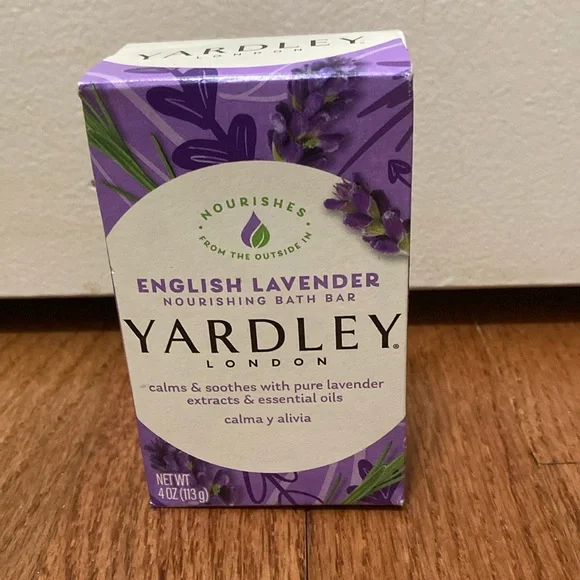 YARDLEY
LONDON
NOURISHES
FROM THE OUTSIDE IN
ENGLISH LAVENDER
NOURISHING BATH BAR
YARDLEY®
LONDON
calms & soothes with pure lavender
extracts & essential oils
calma y alivia
NET WT
4 OZ (113 g)